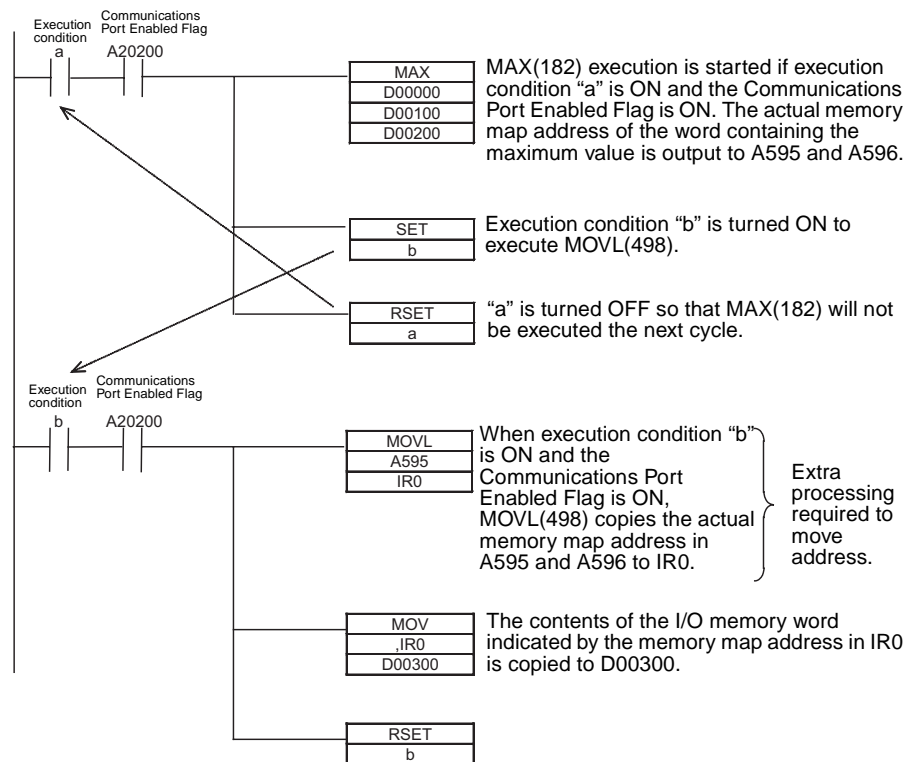 Execution
condition
a
Communications
Port Enabled Flag
A20200
MAX
D00000
D00100
D00200
MAX(182) execution is started if execution
condition “a” is ON and the Communications
Port Enabled Flag is ON. The actual memory
map address of the word containing the
maximum value is output to A595 and A596.
SET
b
Execution condition “b” is turned ON to
execute MOVL(498).
RSET
a
“a” is turned OFF so that MAX(182) will not
be executed the next cycle.
Execution
condition
b
Communications
Port Enabled Flag
A20200
MOVL
A595
IR0
When execution condition “b”
is ON and the
Communications Port
Enabled Flag is ON,
MOVL(498) copies the actual
memory map address in
A595 and A596 to IR0.
Extra
processing
required to
move
address.
MOV
,IR0
D00300
The contents of the I/O memory word
indicated by the memory map address in IR0
is copied to D00300.
RSET
b